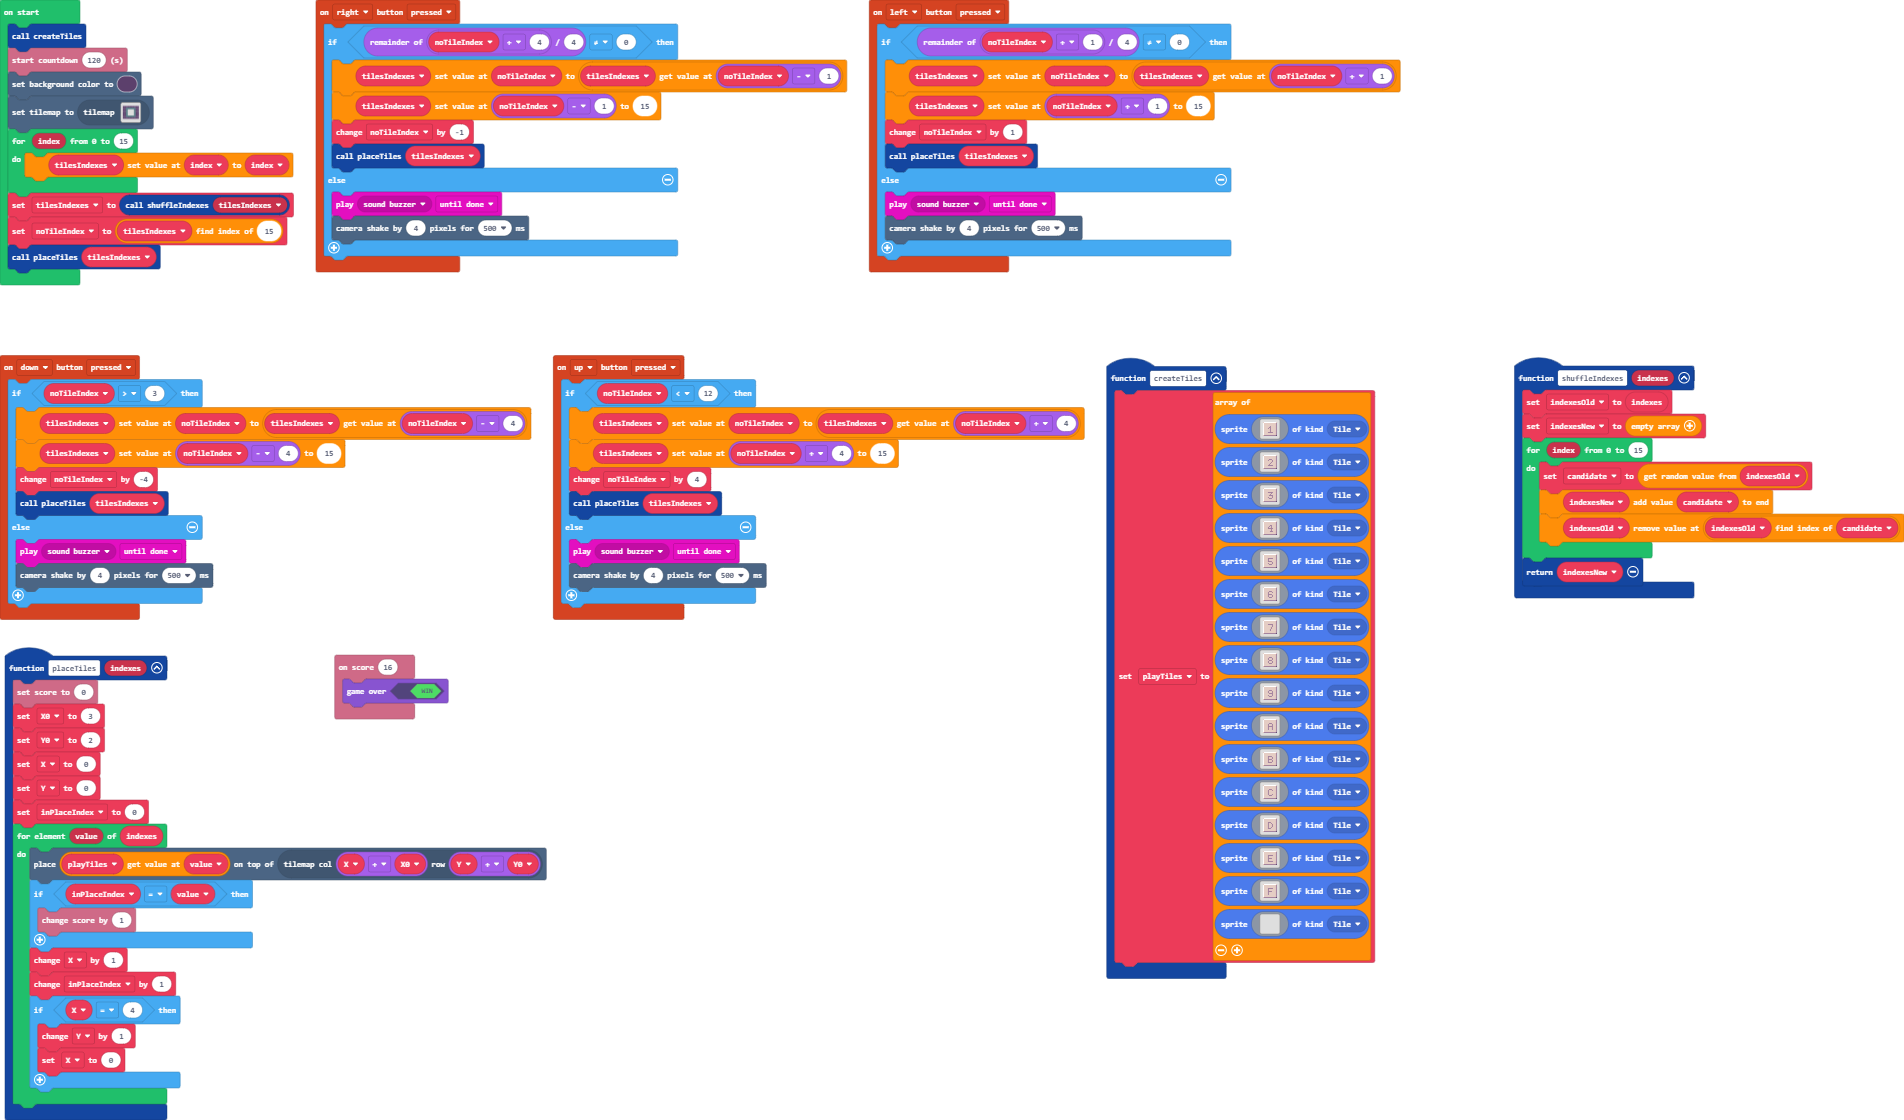 on start
call createTiles
start countdown 120 (s)
set background color to
set tilemap to tilemap
for index from 0 to 15
do tilesIndexes set value at index to index
set tilesIndexes to call shuffleIndexes tilesIndexes
set noTileIndex to tilesIndexes find index of 15
call placeTiles tilesIndexes
on right button pressed
if remainder of noTileIndex + 4 / 4 ≠ 0 then
tilesIndexes set value at noTileIndex to tilesIndexes get value at noTileIndex - 1
tilesIndexes set value at noTileIndex - 1 to 15
change noTileIndex by -1
call placeTiles tilesIndexes
else
play sound buzzer until done
camera shake by 4 pixels for 500 ms
on left button pressed
if remainder of noTileIndex + 1 / 4 ≠ 0 then
tilesIndexes set value at noTileIndex to tilesIndexes get value at noTileIndex + 1
tilesIndexes set value at noTileIndex + 1 to 15
change noTileIndex by 1
call placeTiles tilesIndexes
else
play sound buzzer until done
camera shake by 4 pixels for 500 ms
on down button pressed
if noTileIndex > 3 then
tilesIndexes set value at noTileIndex to tilesIndexes get value at noTileIndex - 4
tilesIndexes set value at noTileIndex - 4 to 15
change noTileIndex by -4
call placeTiles tilesIndexes
else
play sound buzzer until done
camera shake by 4 pixels for 500 ms
on up button pressed
if noTileIndex < 12 then
tilesIndexes set value at noTileIndex to tilesIndexes get value at noTileIndex + 4
tilesIndexes set value at noTileIndex + 4 to 15
change noTileIndex by 4
call placeTiles tilesIndexes
else
play sound buzzer until done
camera shake by 4 pixels for 500 ms
function createTiles
set playTiles to
array of
sprite 1 of kind Tile
sprite 2 of kind Tile
sprite 3 of kind Tile
sprite 4 of kind Tile
sprite 5 of kind Tile
sprite 6 of kind Tile
sprite 7 of kind Tile
sprite 8 of kind Tile
sprite 9 of kind Tile
sprite A of kind Tile
sprite B of kind Tile
sprite C of kind Tile
sprite D of kind Tile
sprite E of kind Tile
sprite F of kind Tile
sprite of kind Tile
function shuffleIndexes indexes
set indexesOld to indexes
set indexesNew to empty array
for index from 0 to 15
do set candidate to get random value from indexesOld
indexesNew add value candidate to end
indexesOld remove value at indexesOld find index of candidate
return indexesNew
function placeTiles indexes
set score to 0
set X0 to 3
set Y0 to 2
set X to 0
set Y to 0
set inPlaceIndex to 0
for element value of indexes
do place playTiles get value at value on top of tilemap col X + X0 row Y + Y0
if inPlaceIndex = value then
change score by 1
change X by 1
change inPlaceIndex by 1
if X = 4 then
change Y by 1
set X to 0
on score 16
game over WIN